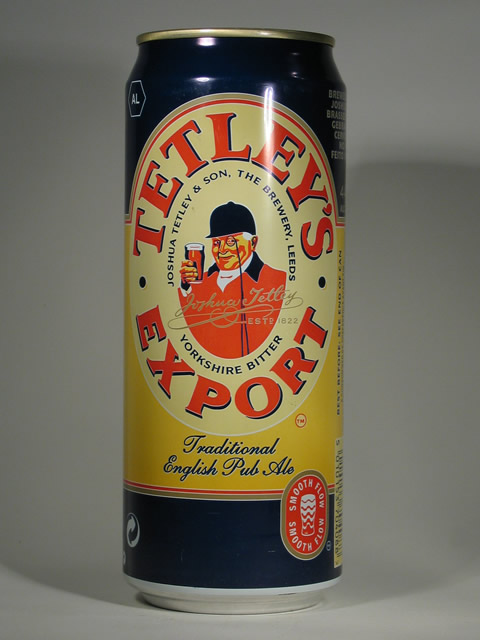 AL
TETLEY'S
JOSHUA TETLEY & SON, THE BREWERY, LEEDS
Joshua Tetley
ESTD 1822
YORKSHIRE BITTER
EXPORT
TM
Traditional
English Pub Ale
SMOOTH FLOW
SMOOTH FLOW
BEST BEFORE: SEE END OF CAN